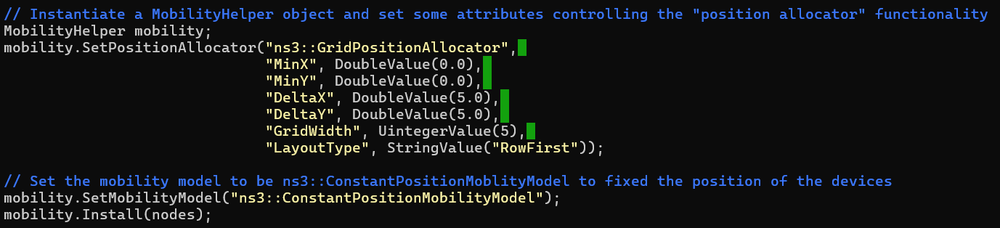 // Instantiate a MobilityHelper object and set some attributes controlling the "position allocator" functionality
MobilityHelper mobility;
mobility.SetPositionAllocator("ns3::GridPositionAllocator",
"MinX", DoubleValue(0.0),
"MinY", DoubleValue(0.0),
"DeltaX", DoubleValue(5.0),
"DeltaY", DoubleValue(5.0),
"GridWidth", UintegerValue(5),
"LayoutType", StringValue("RowFirst"));
// Set the mobility model to be ns3::ConstantPositionMoblityModel to fixed the position of the devices
mobility.SetMobilityModel("ns3::ConstantPositionMobilityModel");
mobility.Install(nodes);